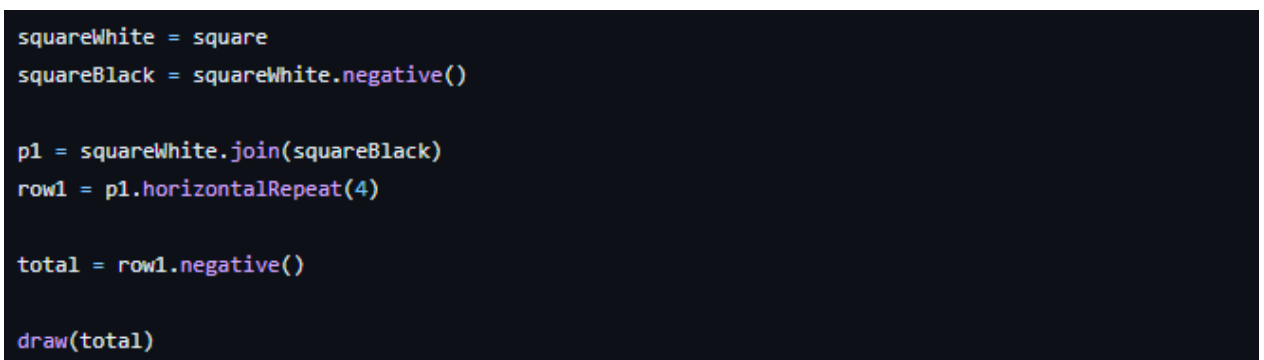 squareWhite = square
squareBlack = squareWhite.negative()
p1 = squareWhite.join(squareBlack)
row1 = p1.horizontalRepeat(4)
total = row1.negative()
draw(total)